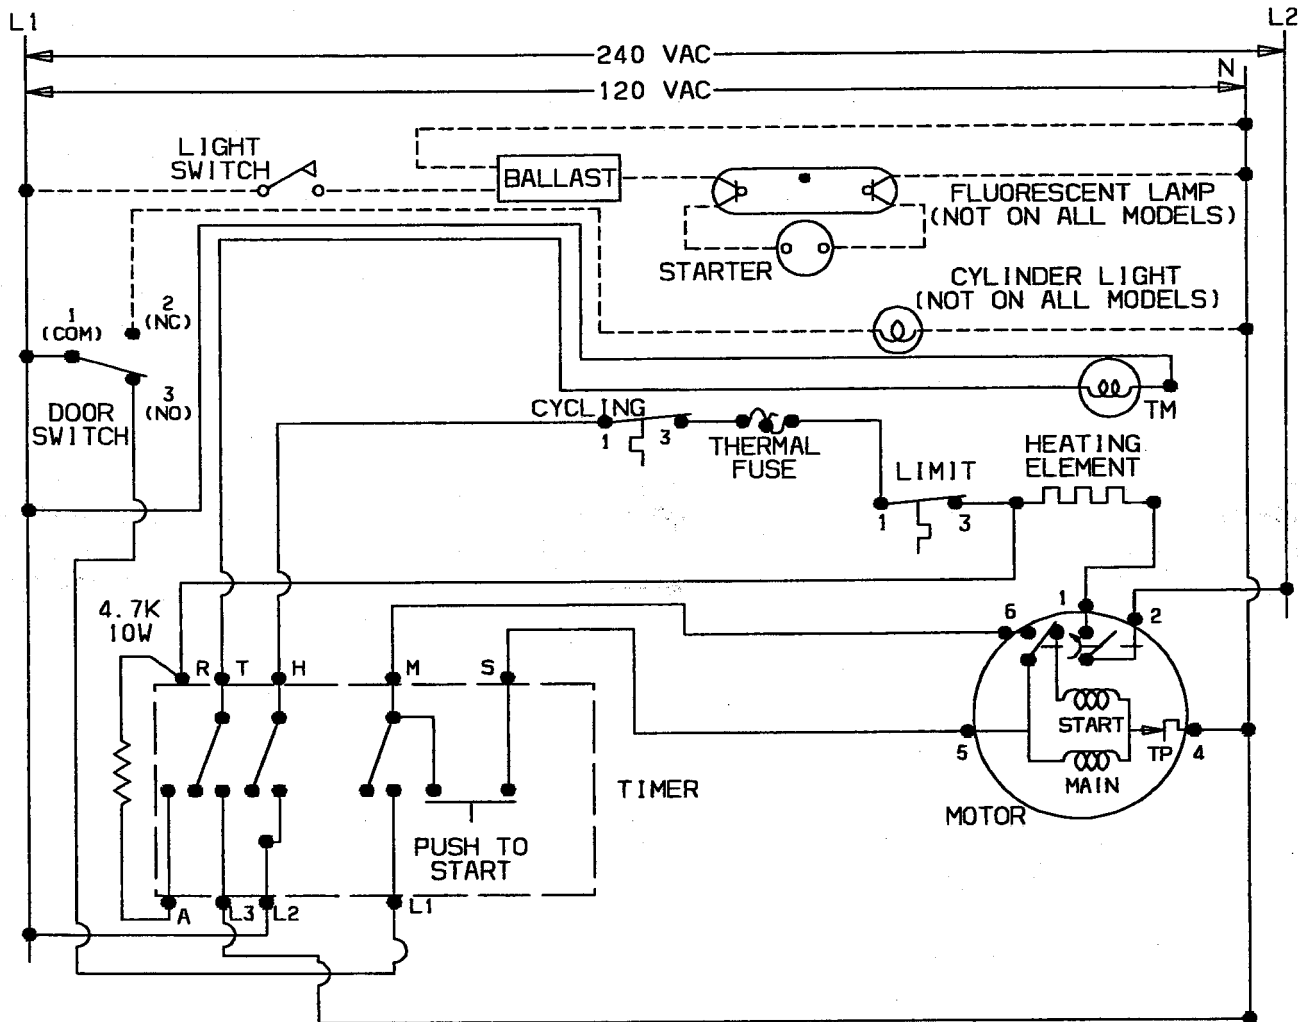 L1
L2
240 VAC
N
120 VAC
LIGHT
SWITCH
BALLAST
FLUORESCENT LAMP
(NOT ON ALL MODELS)
STARTER
CYLINDER LIGHT
(NOT ON ALL MODELS)
1
(COM)
2
(NC)
3
(NO)
DOOR
SWITCH
TM
CYCLING
1
3
THERMAL
FUSE
HEATING
ELEMENT
LIMIT
1
3
4.7K
10W
R
T
H
M
S
6
1
2
START
5
TP
4
MAIN
MOTOR
TIMER
PUSH TO
START
A
L3
L2
L1